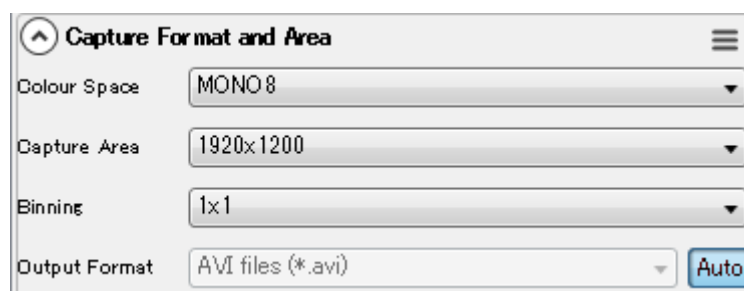 Capture Format and Area
Colour Space MONO8
Capture Area 1920x1200
Binning 1x1
Output Format AVI files (*.avi) Auto